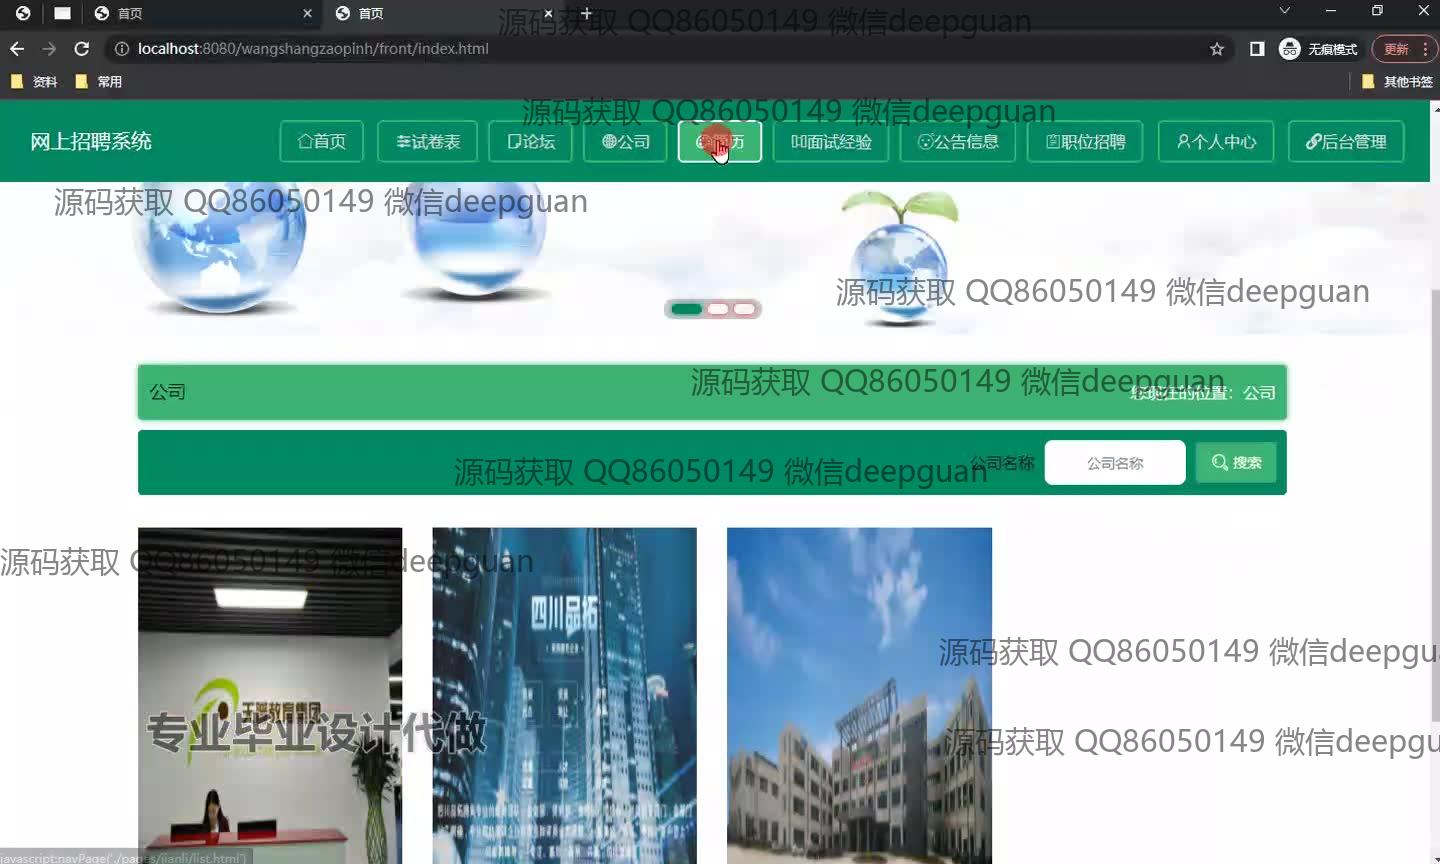 首页
首页
源码获取 QQ86050149 微信deepguan
localhost:8080/wangshangzaopinh/front/index.html
无痕模式
更新
资料
常用
其他书签
源码获取 QQ86050149 微信deepguan
网上招聘系统
首页
试卷表
论坛
公司
简历
面试经验
公告信息
职位招聘
个人中心
后台管理
源码获取 QQ86050149 微信deepguan
源码获取 QQ86050149 微信deepguan
源码获取 QQ86050149 微信deepguan
公司
您现在的位置：公司
源码获取 QQ86050149 微信deepguan
公司名称
公司名称
搜索
源码获取 QQ86050149 微信deepguan
四川品拓
源码获取 QQ86050149 微信deepgu
教育集团
专业毕业设计代做
源码获取 QQ86050149 微信deepgu
javascript:navPage('./pages/jianli/list.html')